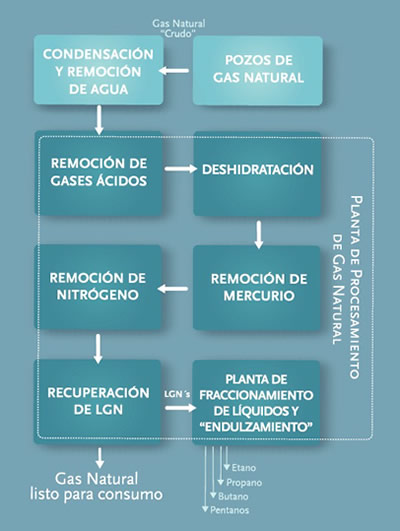 Gas Natural
"Crudo"
CONDENSACIÓN
Y REMOCIÓN
DE AGUA
POZOS DE
GAS NATURAL
REMOCIÓN DE
GASES ÁCIDOS
DESHIDRATACIÓN
REMOCIÓN DE
NITRÓGENO
REMOCIÓN DE
MERCURIO
RECUPERACIÓN
DE LGN
LGN´s
PLANTA DE
FRACCIONAMIENTO
DE LÍQUIDOS Y
"ENDULZAMIENTO"
PLANTA DE PROCESAMIENTO
DE GAS NATURAL
Gas Natural
listo para consumo
Etano
Propano
Butano
Pentanos